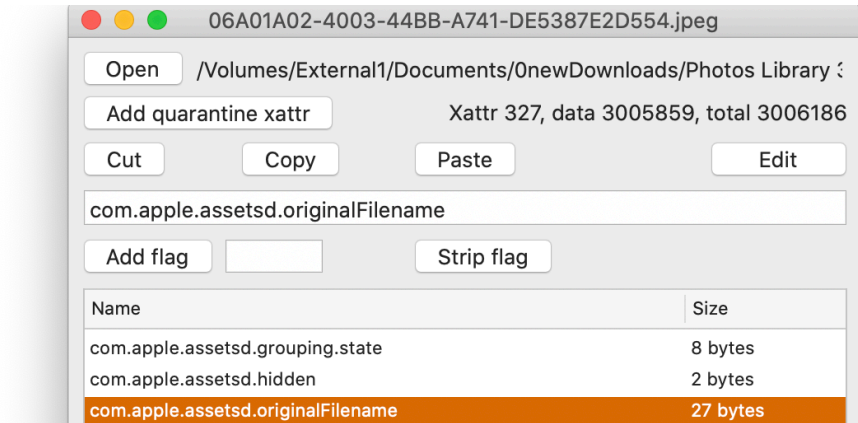 06A01A02-4003-44BB-A741-DE5387E2D554.jpeg
Open /Volumes/External1/Documents/0newDownloads/Photos Library
Add quarantine xattr Xattr 327, data 3005859, total 3006186
Cut Copy Paste Edit
com.apple.assetsd.originalFilename
Add flag Strip flag
Name Size
com.apple.assetsd.grouping.state 8 bytes
com.apple.assetsd.hidden 2 bytes
com.apple.assetsd.originalFilename 27 bytes